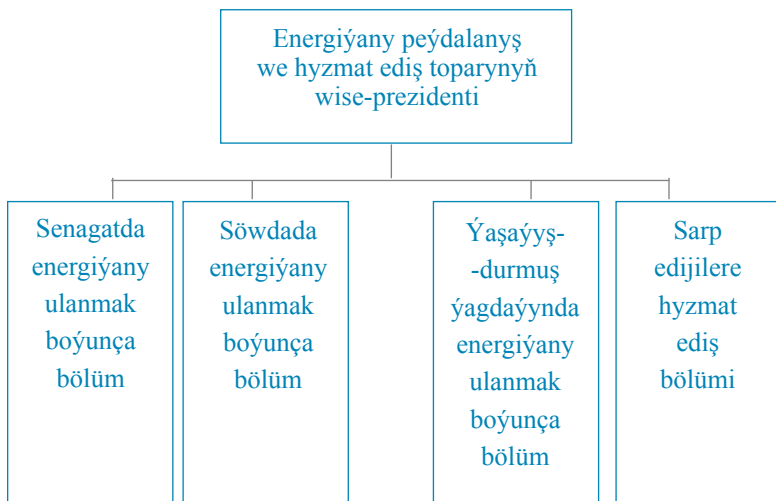 Energiýany peýdalanyş
we hyzmat ediş toparynyň
wise-prezidenti
Senagatda
energiýany
ulanmak
boýunça
bölüm
Söwdada
energiýany
ulanmak
boýunça
bölüm
Ýaşaýyş-
-durmuş
ýagdaýynda
energiýany
ulanmak
boýunça
bölüm
Sarp
edijilere
hyzmat
ediş
bölümi